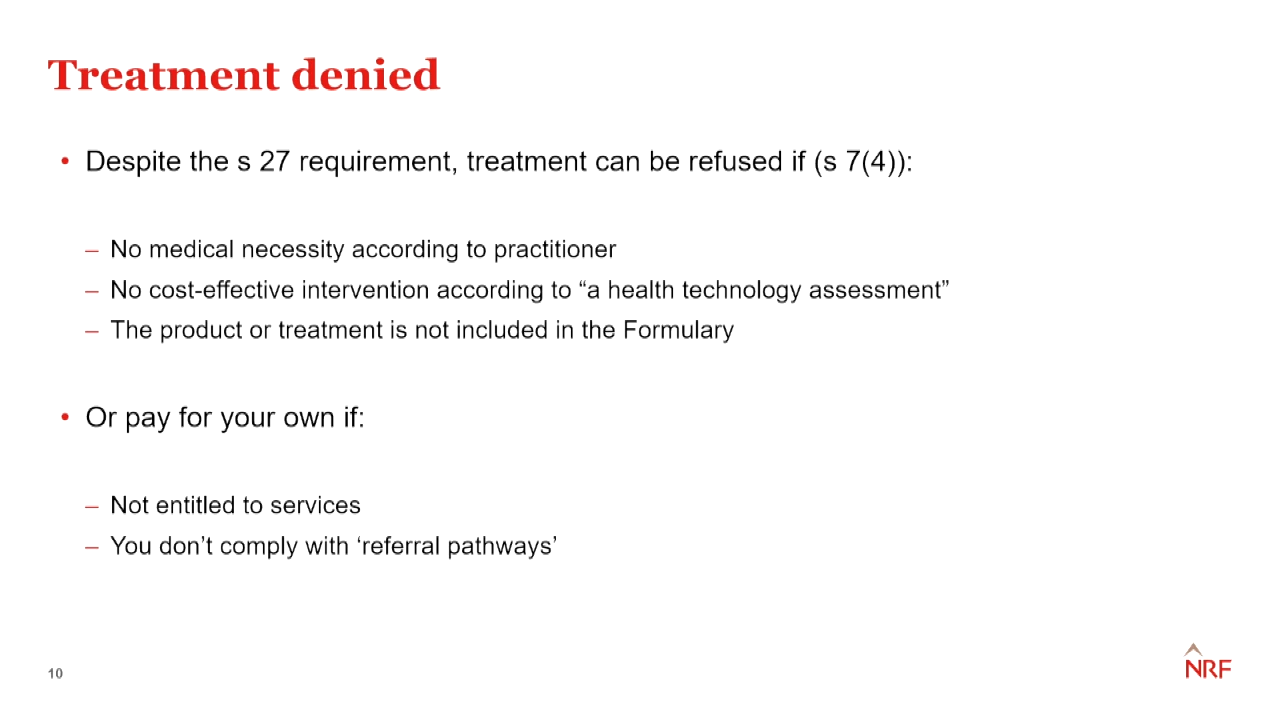 Treatment denied
• Despite the s 27 requirement, treatment can be refused if (s 7(4)):
– No medical necessity according to practitioner
– No cost-effective intervention according to “a health technology assessment”
– The product or treatment is not included in the Formulary
• Or pay for your own if:
– Not entitled to services
– You don’t comply with ‘referral pathways’
10
NRF